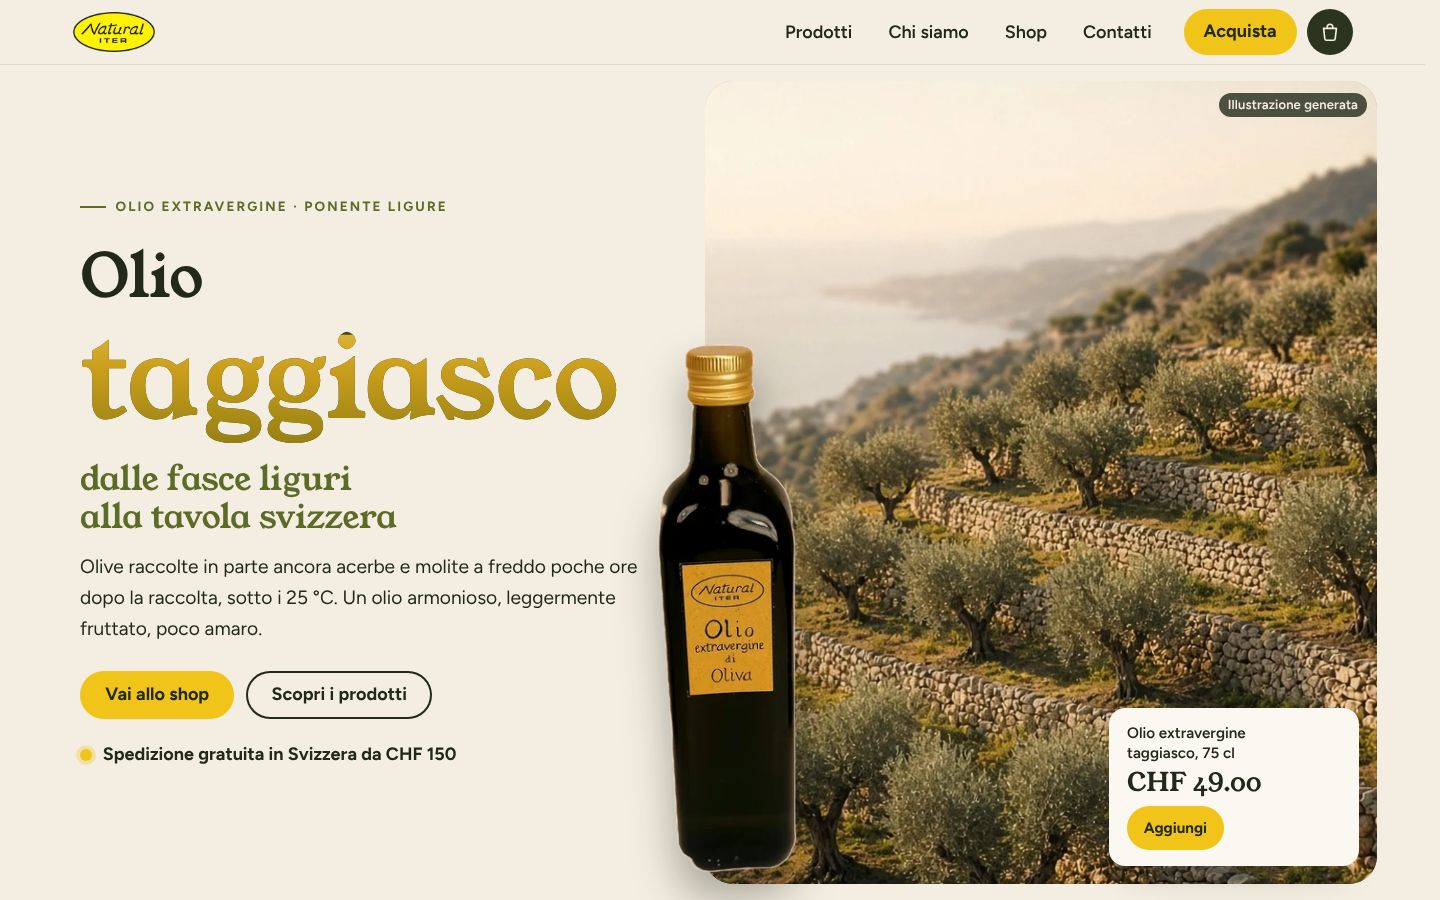 Natural
ITER
Prodotti
Chi siamo
Shop
Contatti
Acquista
Illustrazione generata
OLIO EXTRAVERGINE · PONENTE LIGURE
Olio
taggiasco
dalle fasce liguri
alla tavola svizzera
Olive raccolte in parte ancora acerbe e molite a freddo poche ore
dopo la raccolta, sotto i 25 °C. Un olio armonioso, leggermente
fruttato, poco amaro.
Vai allo shop
Scopri i prodotti
Spedizione gratuita in Svizzera da CHF 150
Natural
ITER
Olio
extravergine
di
Oliva
Olio extravergine
taggiasco, 75 cl
CHF 49.00
Aggiungi